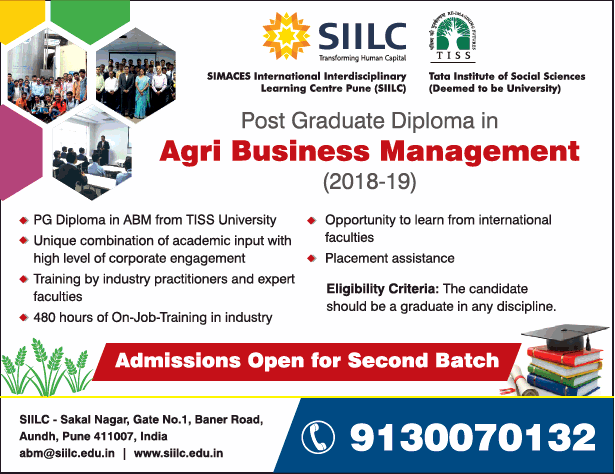 SIILC
Transforming Human Capital
SIMACES International Interdisciplinary
Learning Centre Pune (SIILC)
TISS
Tata Institute of Social Sciences
(Deemed to be University)
Post Graduate Diploma in
Agri Business Management
(2018-19)
PG Diploma in ABM from TISS University
Unique combination of academic input with
high level of corporate engagement
Training by industry practitioners and expert
faculties
480 hours of On-Job-Training in industry
Opportunity to learn from international
faculties
Placement assistance
Eligibility Criteria: The candidate
should be a graduate in any discipline.
Admissions Open for Second Batch
SIILC - Sakal Nagar, Gate No.1, Baner Road,
Aundh, Pune 411007, India
abm@siilc.edu.in | www.siilc.edu.in
9130070132